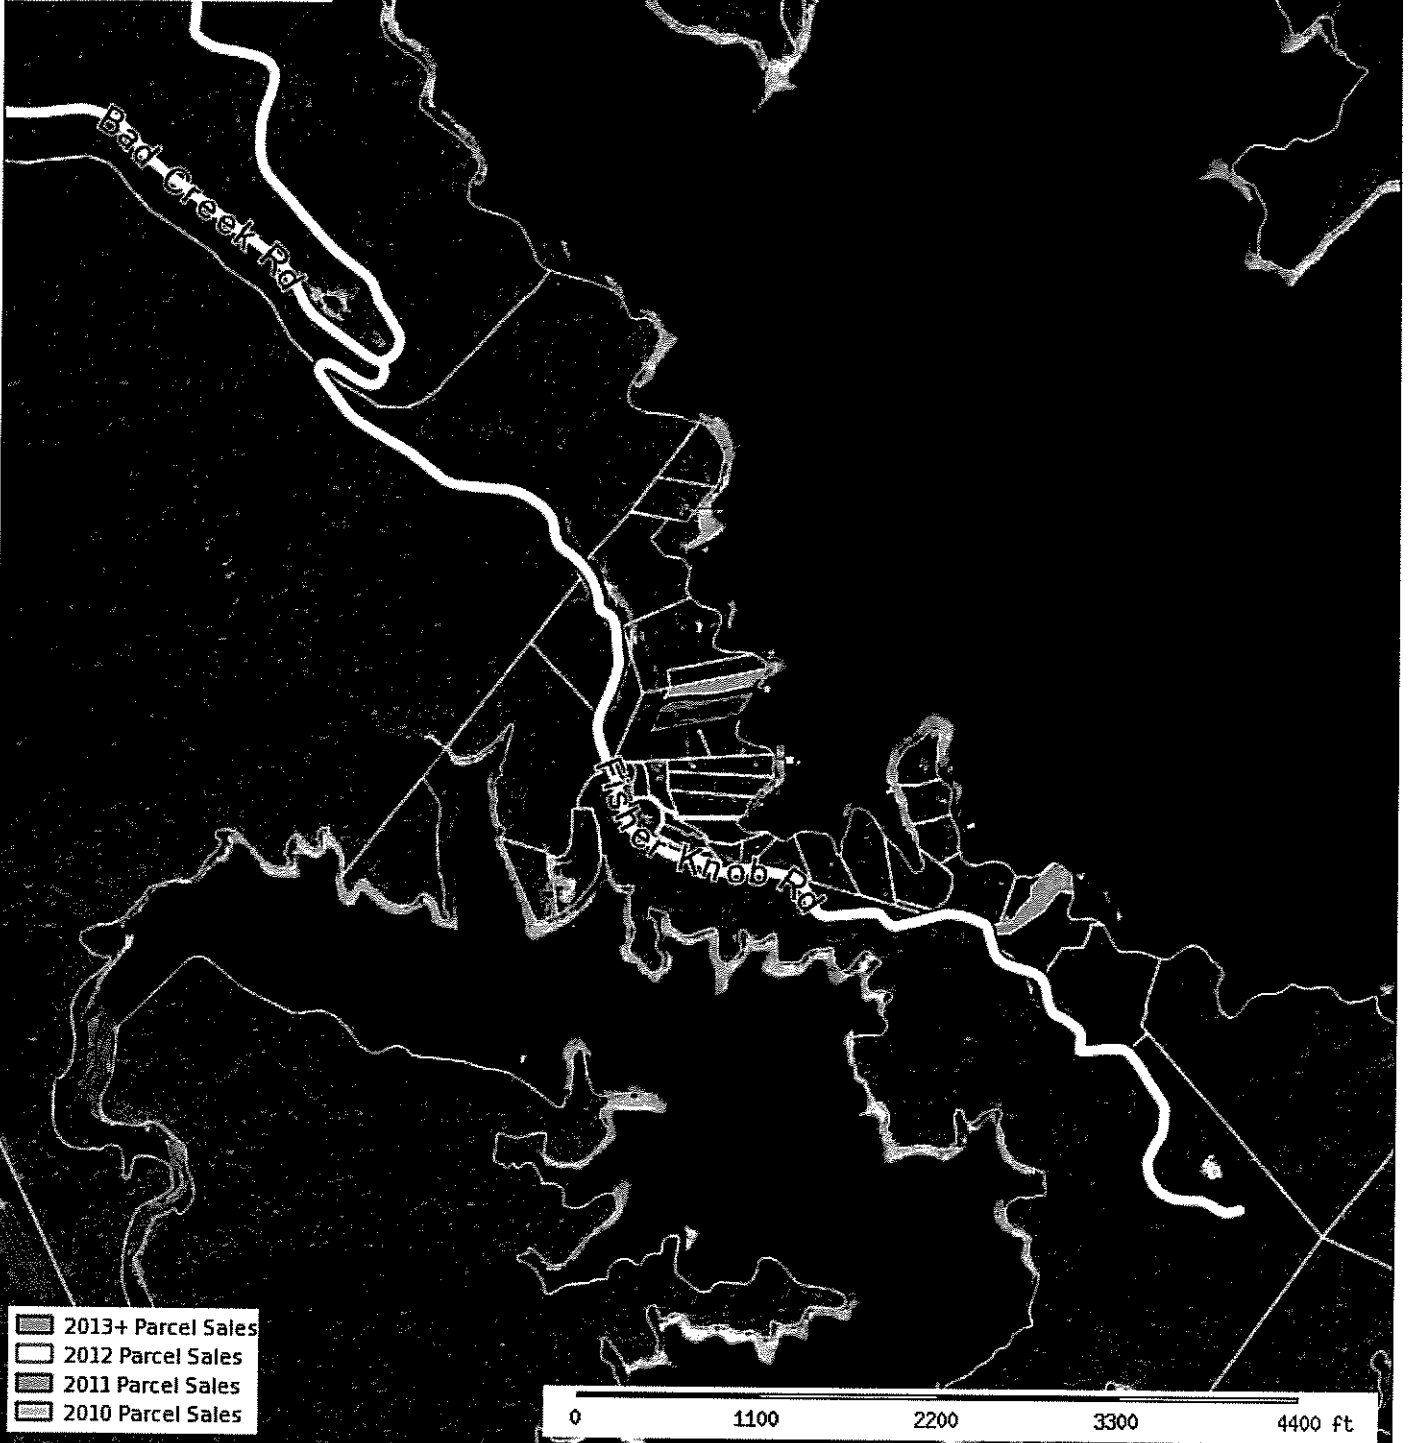 Bad Creek Rd
Fisher Knob Rd
2013+ Parcel Sales
2012 Parcel Sales
2011 Parcel Sales
2010 Parcel Sales
0 1100 2200 3300 4400 ft